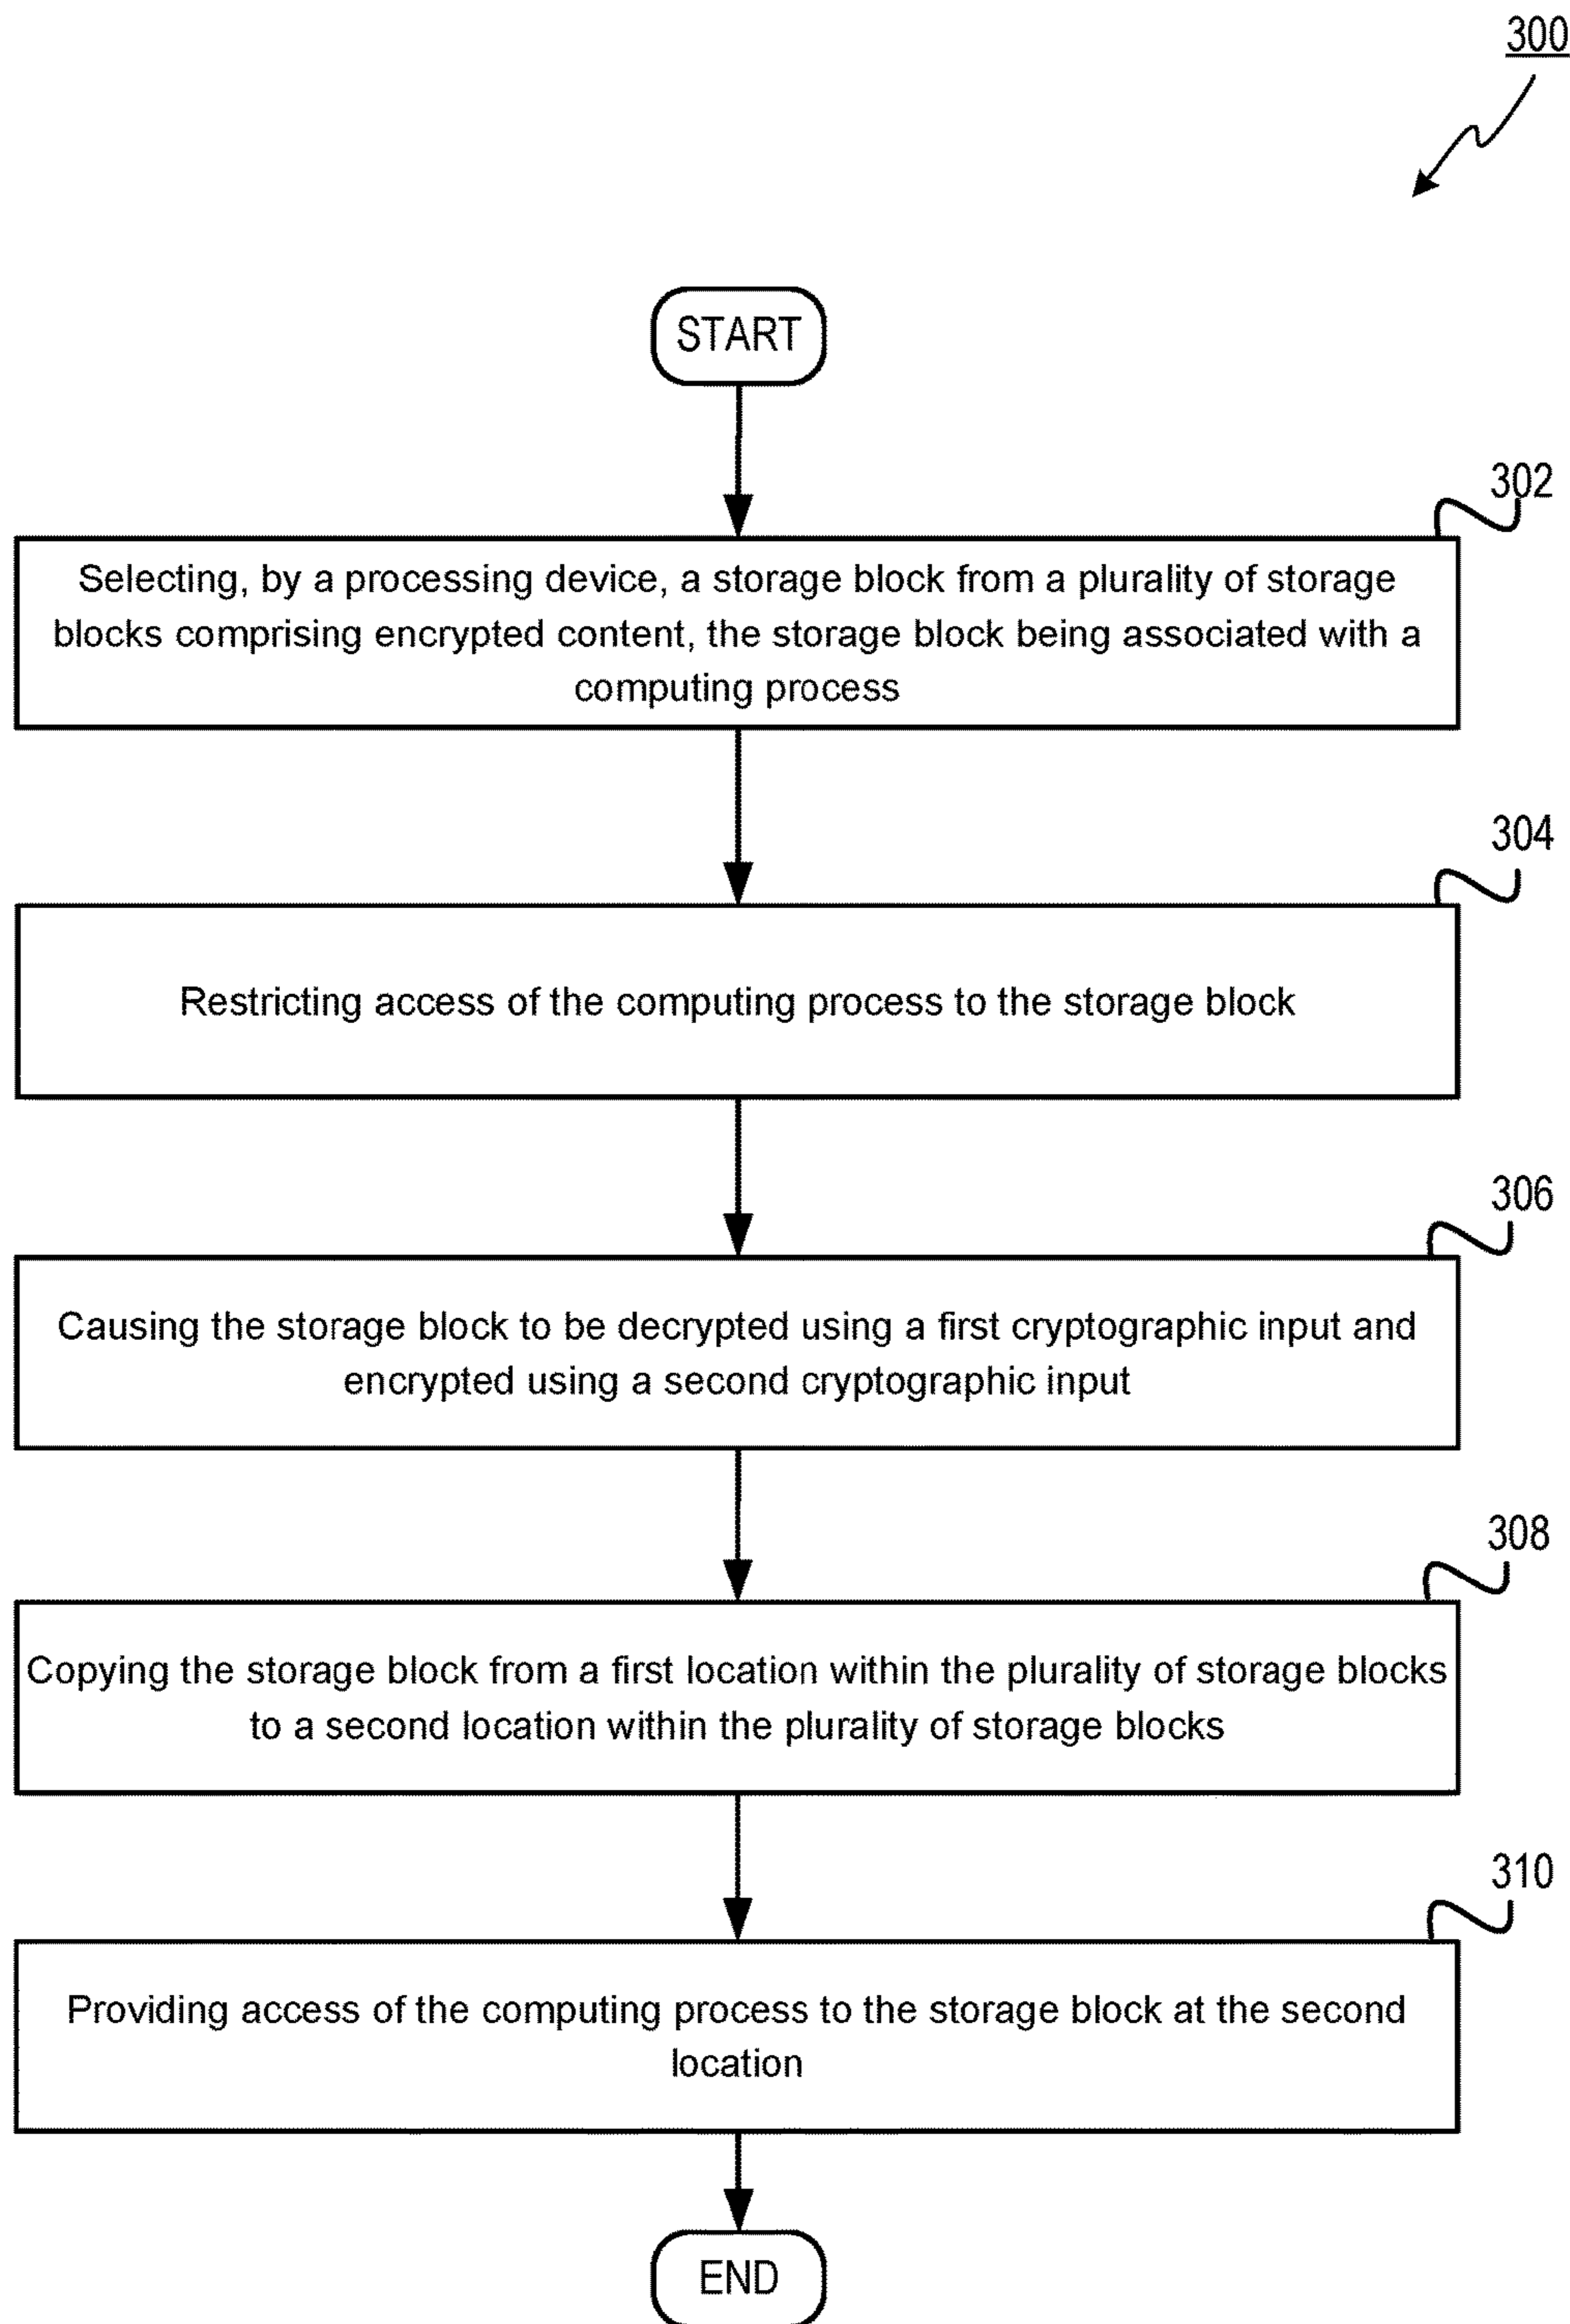 300
START
302
Selecting, by a processing device, a storage block from a plurality of storage
blocks comprising encrypted content, the storage block being associated with a
computing process
304
Restricting access of the computing process to the storage block
306
Causing the storage block to be decrypted using a first cryptographic input and
encrypted using a second cryptographic input
308
Copying the storage block from a first location within the plurality of storage blocks
to a second location within the plurality of storage blocks
310
Providing access of the computing process to the storage block at the second
location
END